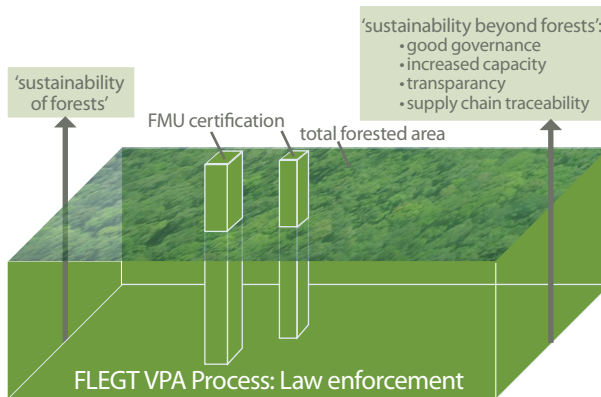 'sustainability
of forests'
'sustainability beyond forests':
• good governance
• increased capacity
• transparancy
• supply chain traceability
FMU certification
total forested area
FLEGT VPA Process: Law enforcement